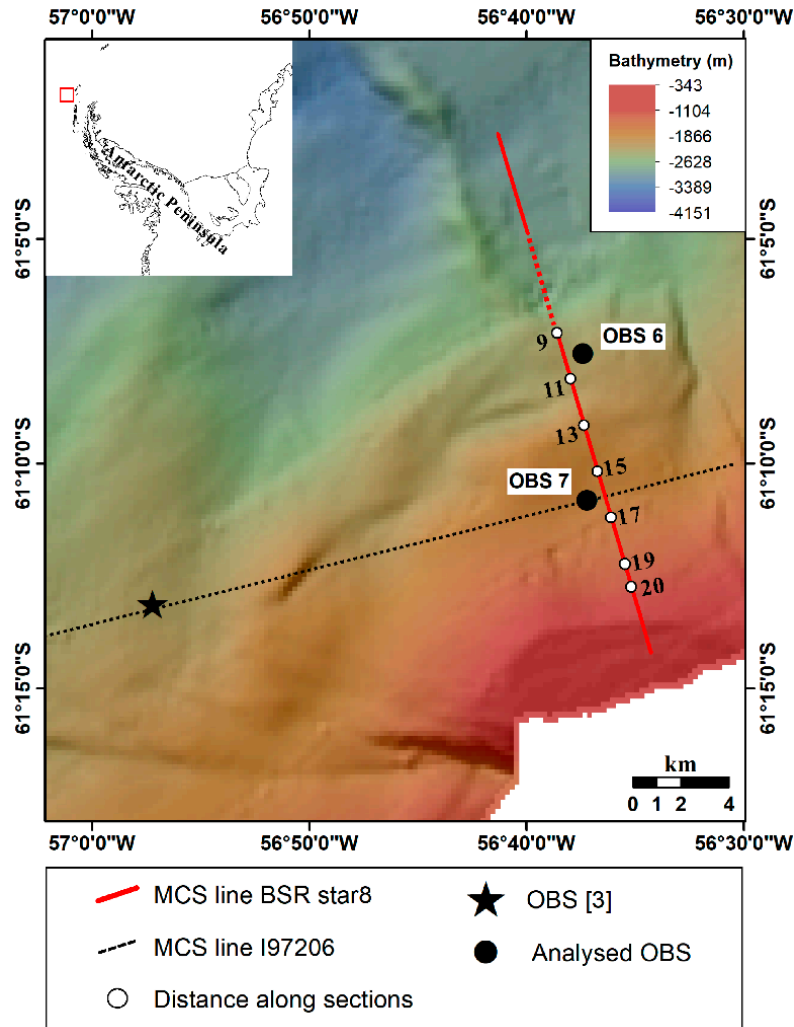 57°0'0"W 56°50'0"W 56°40'0"W 56°30'0"W
Antarctic Peninsula
Bathymetry (m)
-343
-1104
-1866
-2628
-3389
-4151
61°5'0"S
61°5'0"S
9
OBS 6
11
13
61°10'0"S
61°10'0"S
15
OBS 7
17
19
20
61°15'0"S
61°15'0"S
km
0 1 2 4
57°0'0"W 56°50'0"W 56°40'0"W 56°30'0"W
MCS line BSR star8
OBS [3]
MCS line I97206
Analysed OBS
Distance along sections